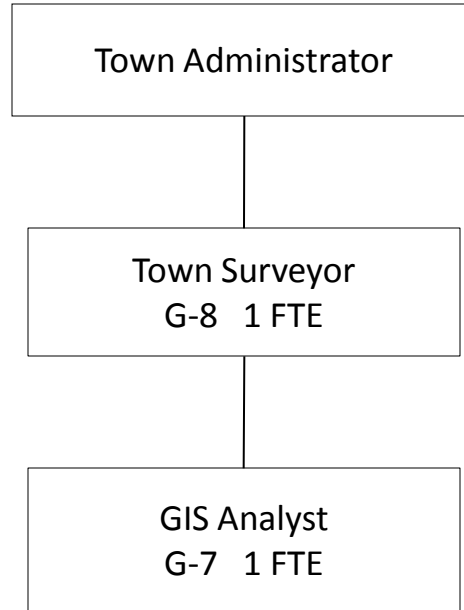 Town Administrator
Town Surveyor
G-8 1 FTE
GIS Analyst
G-7 1 FTE